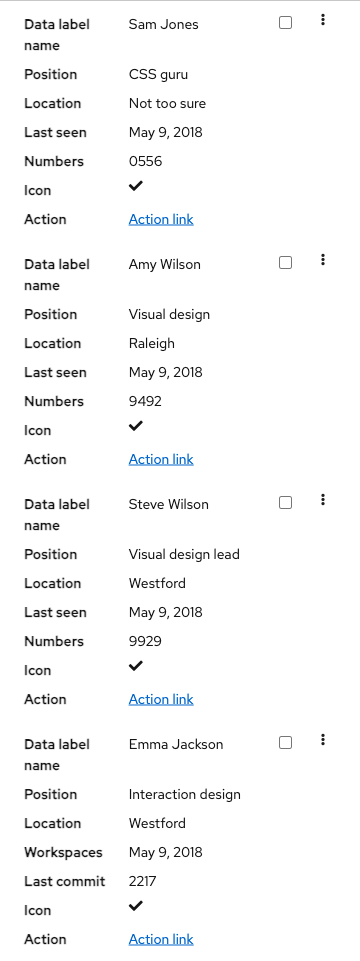 Data label name Sam Jones
Position CSS guru
Location Not too sure
Last seen May 9, 2018
Numbers 0556
Icon
Action Action link
Data label name Amy Wilson
Position Visual design
Location Raleigh
Last seen May 9, 2018
Numbers 9492
Icon
Action Action link
Data label name Steve Wilson
Position Visual design lead
Location Westford
Last seen May 9, 2018
Numbers 9929
Icon
Action Action link
Data label name Emma Jackson
Position Interaction design
Location Westford
Workspaces May 9, 2018
Last commit 2217
Icon
Action Action link